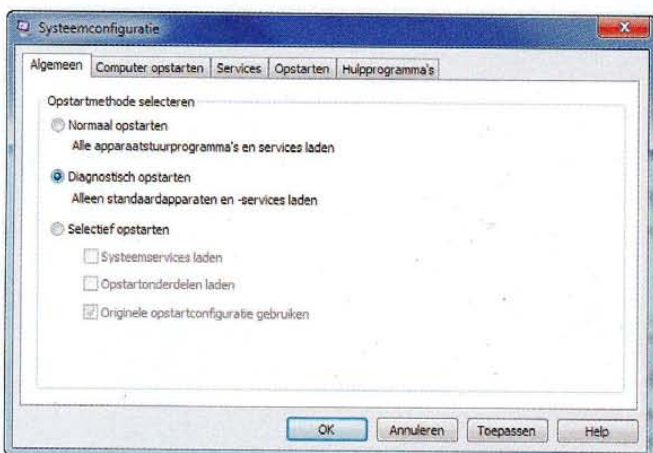 Systeemconfiguratie
Algemeen Computer opstarten Services Opstarten Hulpprogramma's
Opstartmethode selecteren
Normaal opstarten
Alle apparaatstuurprogramma's en services laden
Diagnostisch opstarten
Alleen standaardapparaten en -services laden
Selectief opstarten
Systeemservices laden
Opstartonderdelen laden
Originele opstartconfiguratie gebruiken
OK Annuleren Toepassen Help